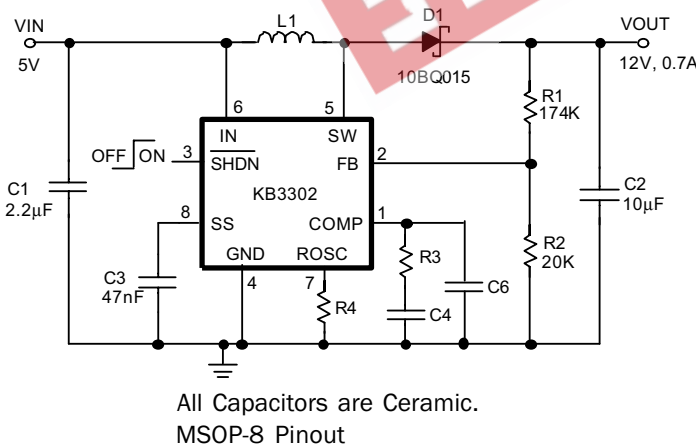 VIN
5V
L1
D1
10BQ015
VOUT
12V, 0.7A
6
5
IN
SW
R1
174K
OFF
ON
3
SHDN
FB
2
KB3302
C1
2.2µF
8
SS
COMP
1
C2
10µF
GND
ROSC
R3
R2
20K
C3
47nF
4
7
R4
C4
C6
All Capacitors are Ceramic.
MSOP-8 Pinout